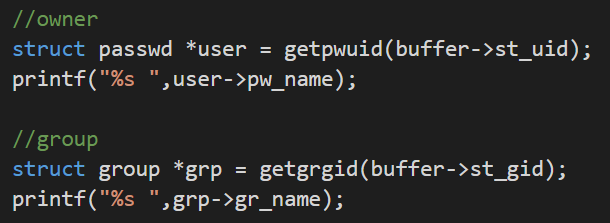 //owner
struct passwd *user = getpwuid(buffer->st_uid);
printf("%s ",user->pw_name);
//group
struct group *grp = getgrgid(buffer->st_gid);
printf("%s ",grp->gr_name);